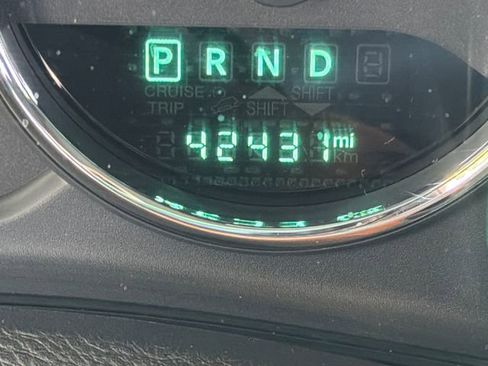 P R N D
CRUISE SHIFT
TRIP SHIFT
42431 mi
km